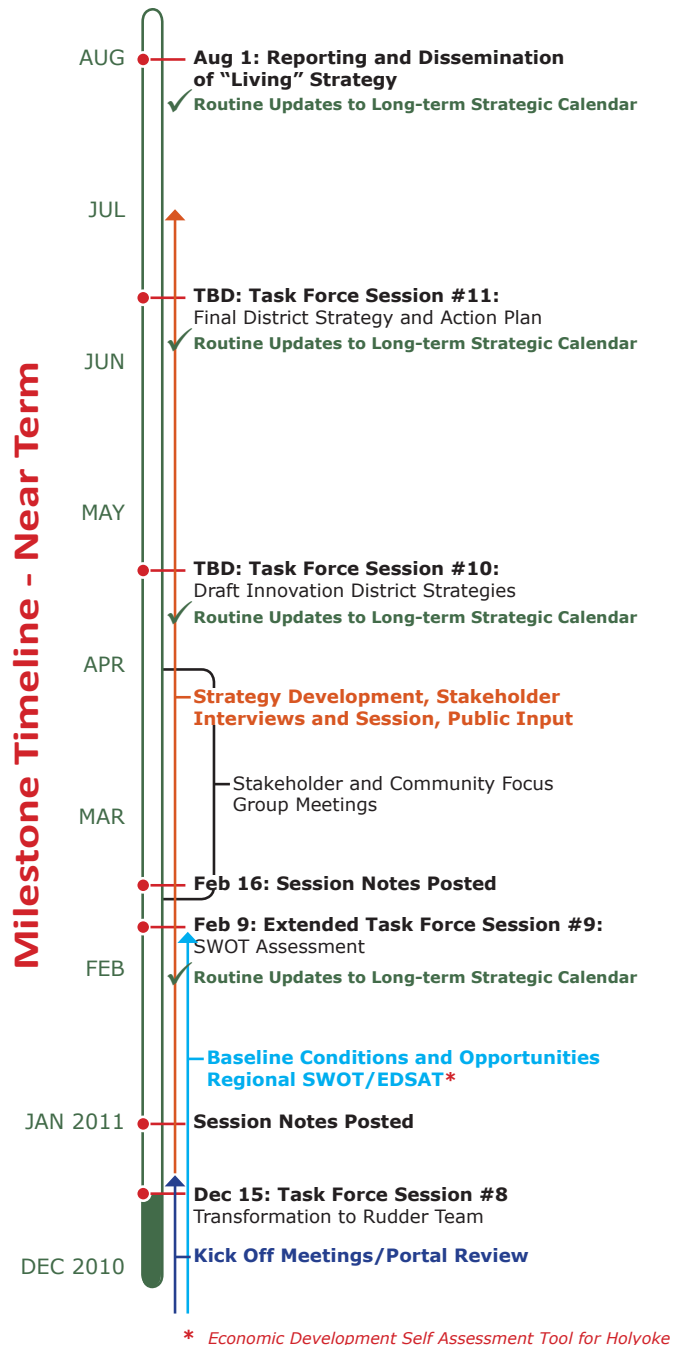 Milestone Timeline - Near Term
AUG
Aug 1: Reporting and Dissemination
of “Living” Strategy
Routine Updates to Long-term Strategic Calendar
JUL
TBD: Task Force Session #11:
Final District Strategy and Action Plan
Routine Updates to Long-term Strategic Calendar
JUN
MAY
TBD: Task Force Session #10:
Draft Innovation District Strategies
Routine Updates to Long-term Strategic Calendar
APR
Strategy Development, Stakeholder
Interviews and Session, Public Input
Stakeholder and Community Focus
Group Meetings
MAR
Feb 16: Session Notes Posted
Feb 9: Extended Task Force Session #9:
SWOT Assessment
FEB
Routine Updates to Long-term Strategic Calendar
Baseline Conditions and Opportunities
Regional SWOT/EDSAT*
JAN 2011
Session Notes Posted
Dec 15: Task Force Session #8
Transformation to Rudder Team
Kick Off Meetings/Portal Review
DEC 2010
* Economic Development Self Assessment Tool for Holyoke